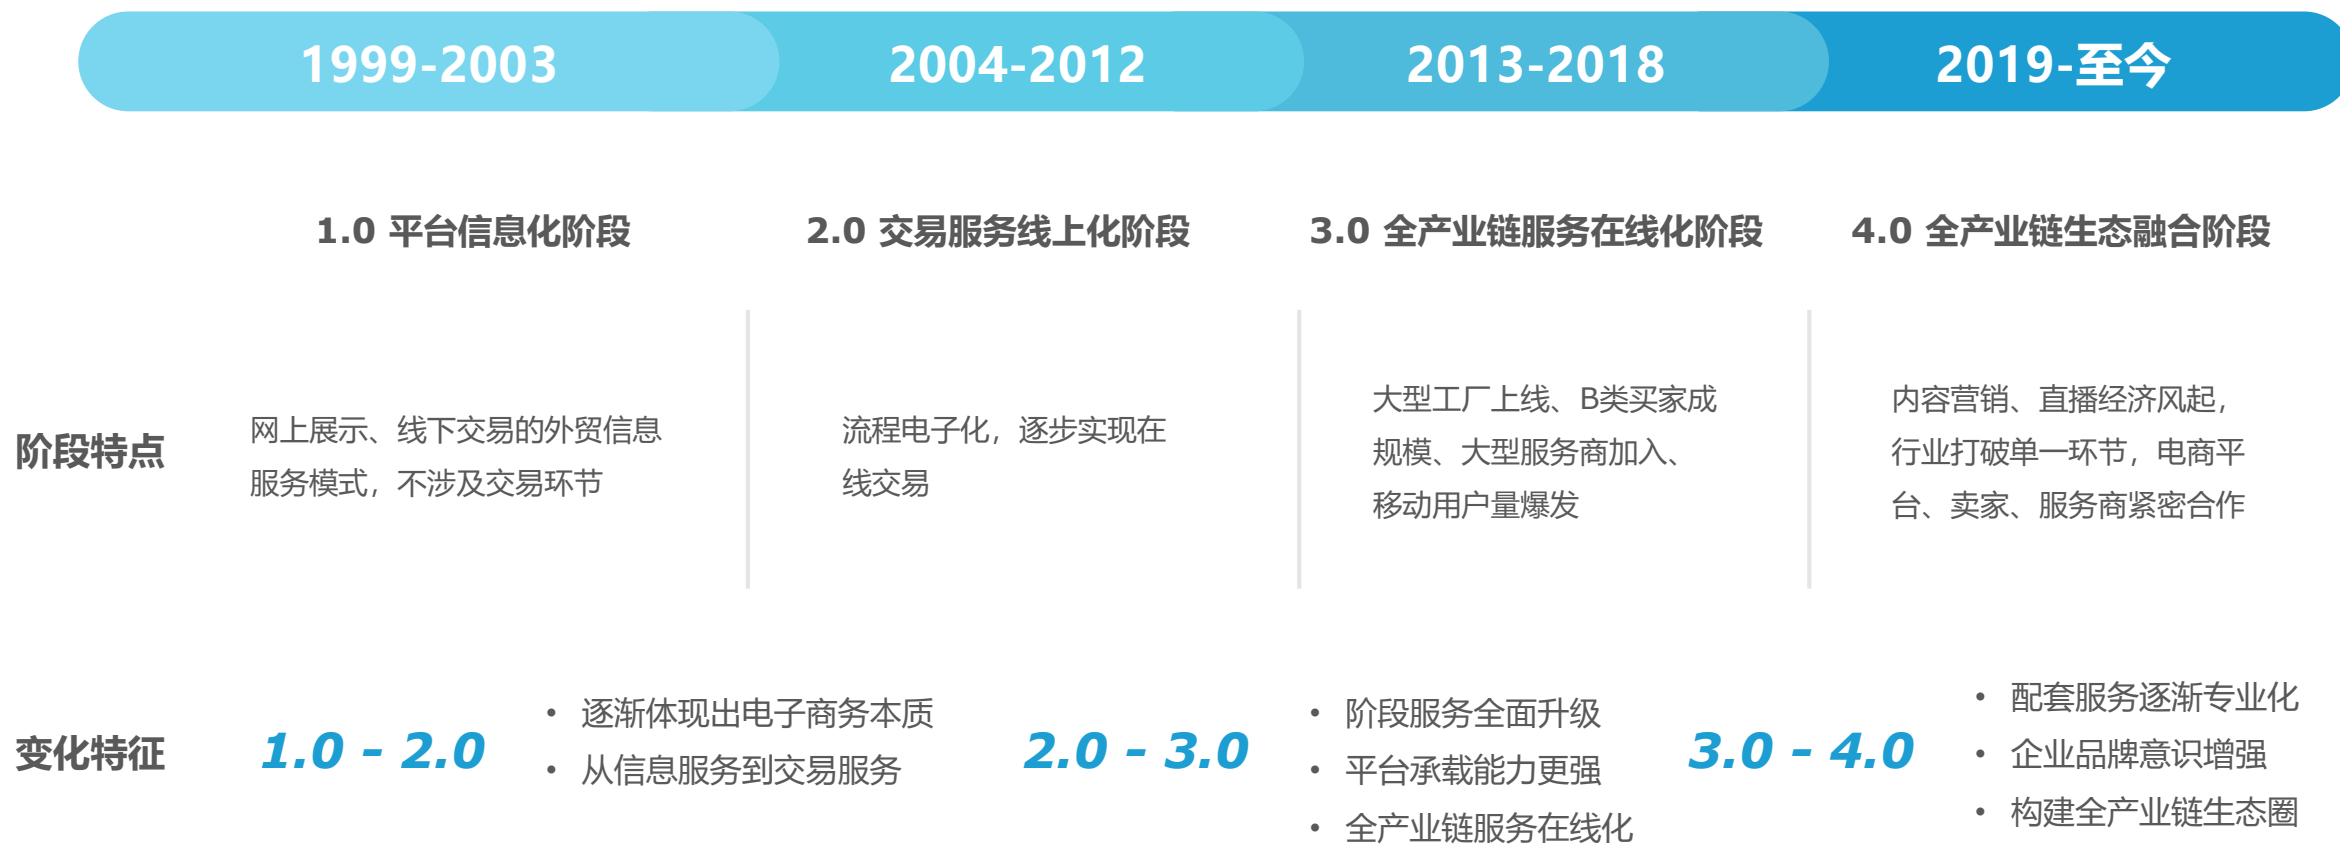 1999-2003
2004-2012
2013-2018
2019-至今
1.0 平台信息化阶段
2.0 交易服务线上化阶段
3.0 全产业链服务在线化阶段
4.0 全产业链生态融合阶段
阶段特点
网上展示、线下交易的外贸信息
服务模式，不涉及交易环节
流程电子化，逐步实现在
线交易
大型工厂上线、B类买家成
规模、大型服务商加入、
移动用户量爆发
内容营销、直播经济风起，
行业打破单一环节，电商平
台、卖家、服务商紧密合作
变化特征
1.0 - 2.0
• 逐渐体现出电子商务本质
• 从信息服务到交易服务
2.0 - 3.0
• 阶段服务全面升级
• 平台承载能力更强
• 全产业链服务在线化
3.0 - 4.0
• 配套服务逐渐专业化
• 企业品牌意识增强
• 构建全产业链生态圈